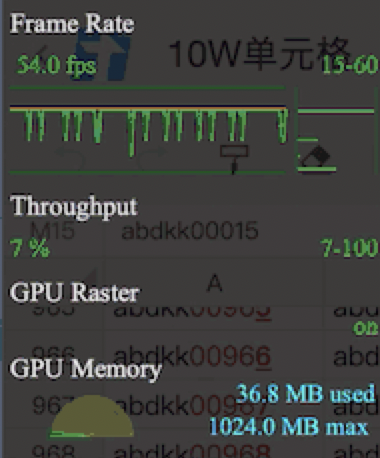 Frame Rate
10W单元格
54.0 fps 15-60
Throughput
M15 abdkk00015
7 % 7-100
A
GPU Raster
965 abdkk00965 abd
on
966 abdkk00966 abd
GPU Memory
36.8 MB used
967 abdkk00967
1024.0 MB max
968 abdkk00968 abd